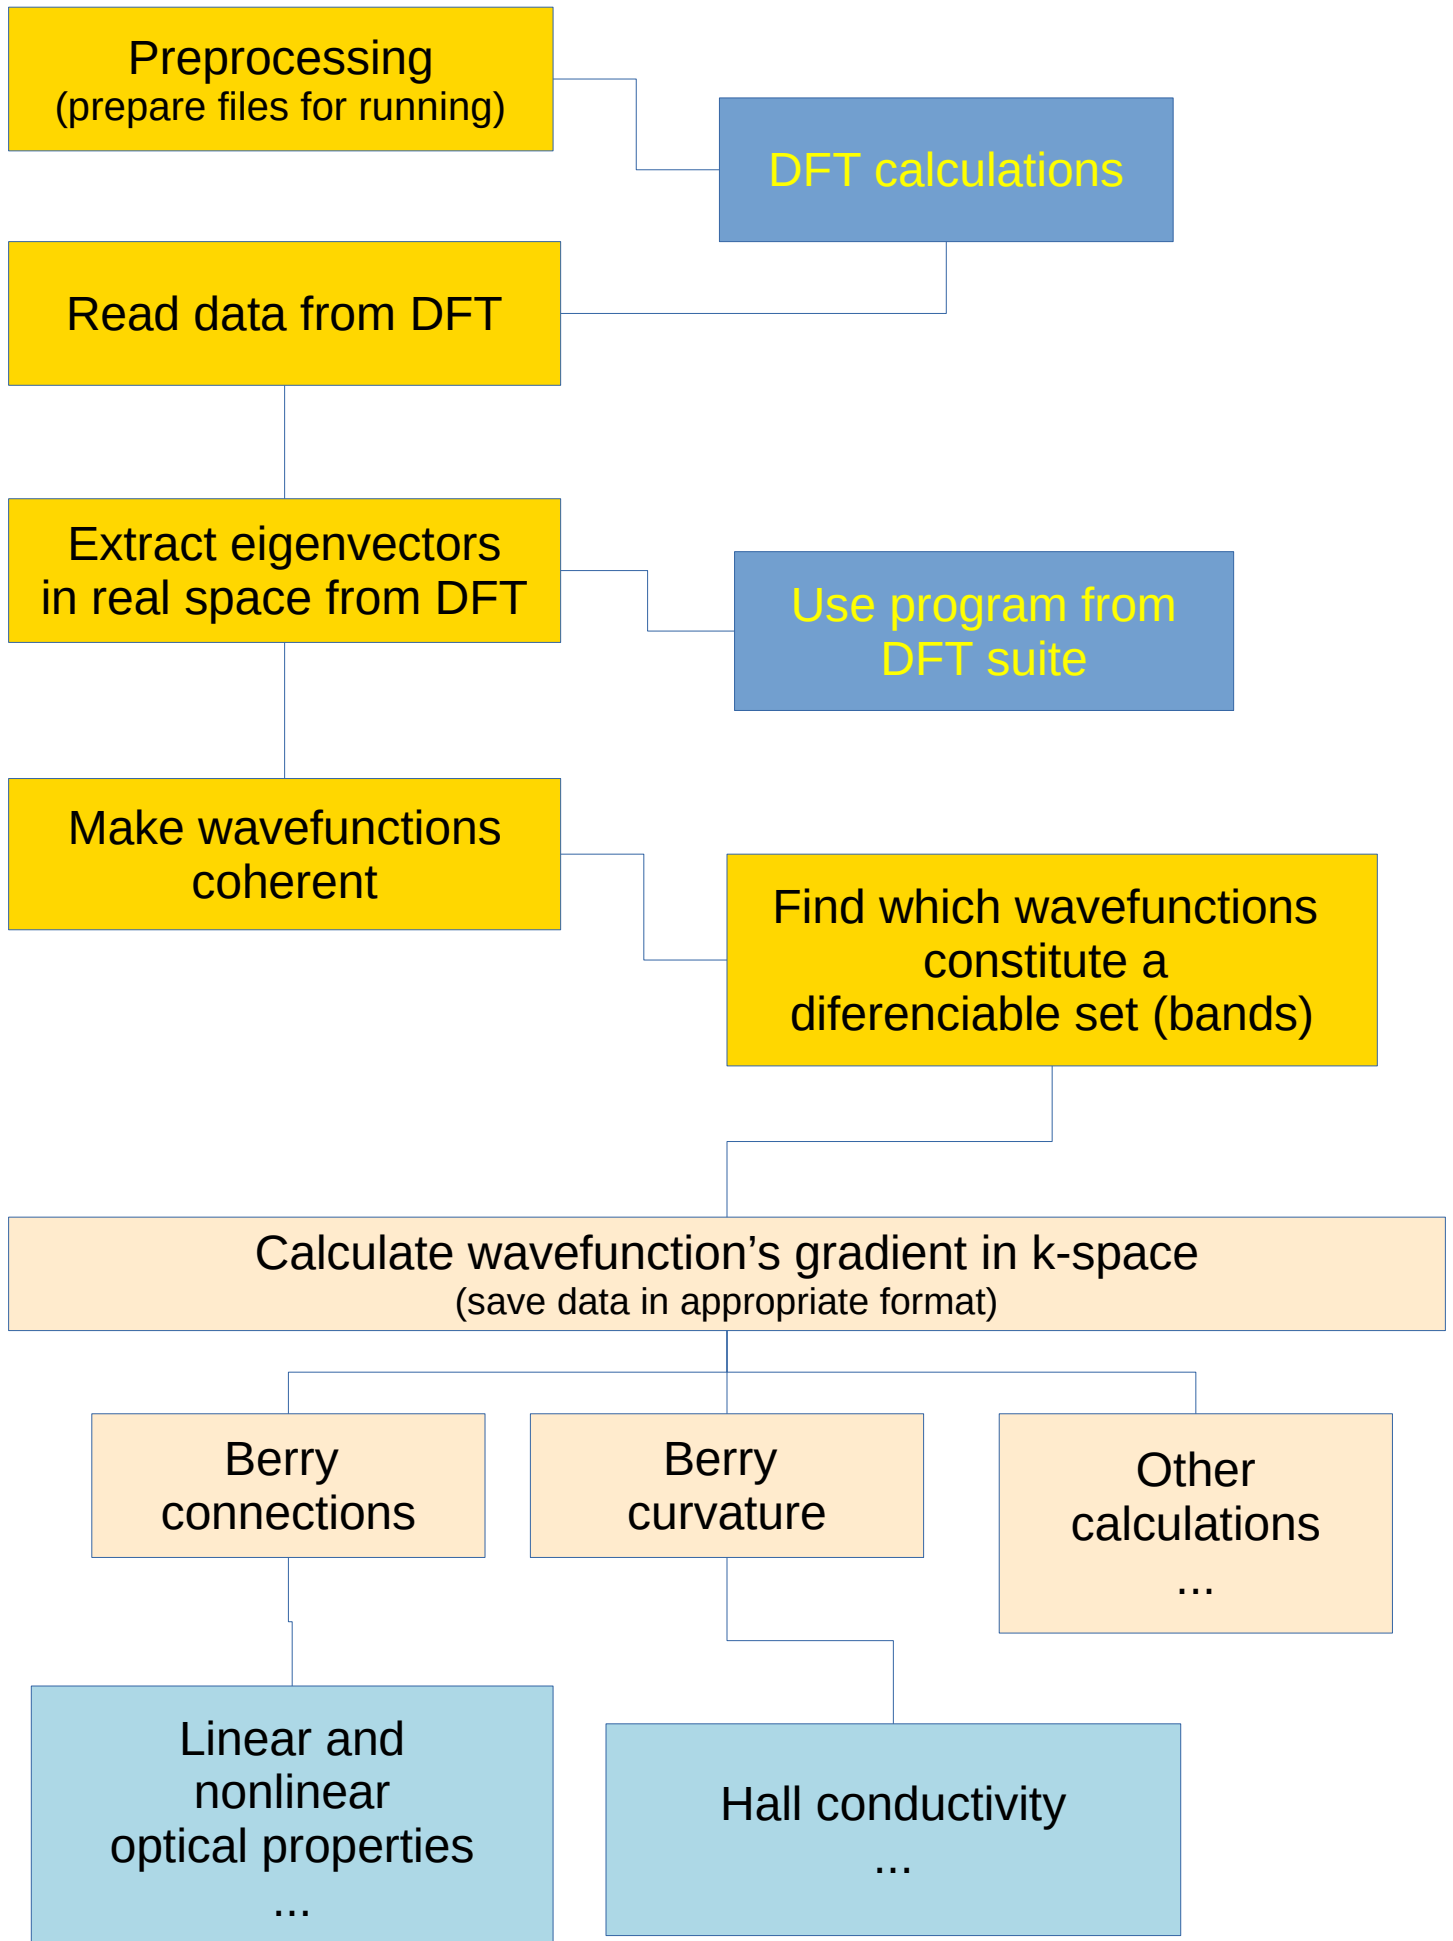 Preprocessing
(prepare files for running)
DFT calculations
Read data from DFT
Extract eigenvectors
in real space from DFT
Use program from
DFT suite
Make wavefunctions
coherent
Find which wavefunctions
constitute a
diferenciable set (bands)
Calculate wavefunction’s gradient in k-space
(save data in appropriate format)
Berry
connections
Berry
curvature
Other
calculations
...
Linear and
nonlinear
optical properties
...
Hall conductivity
...